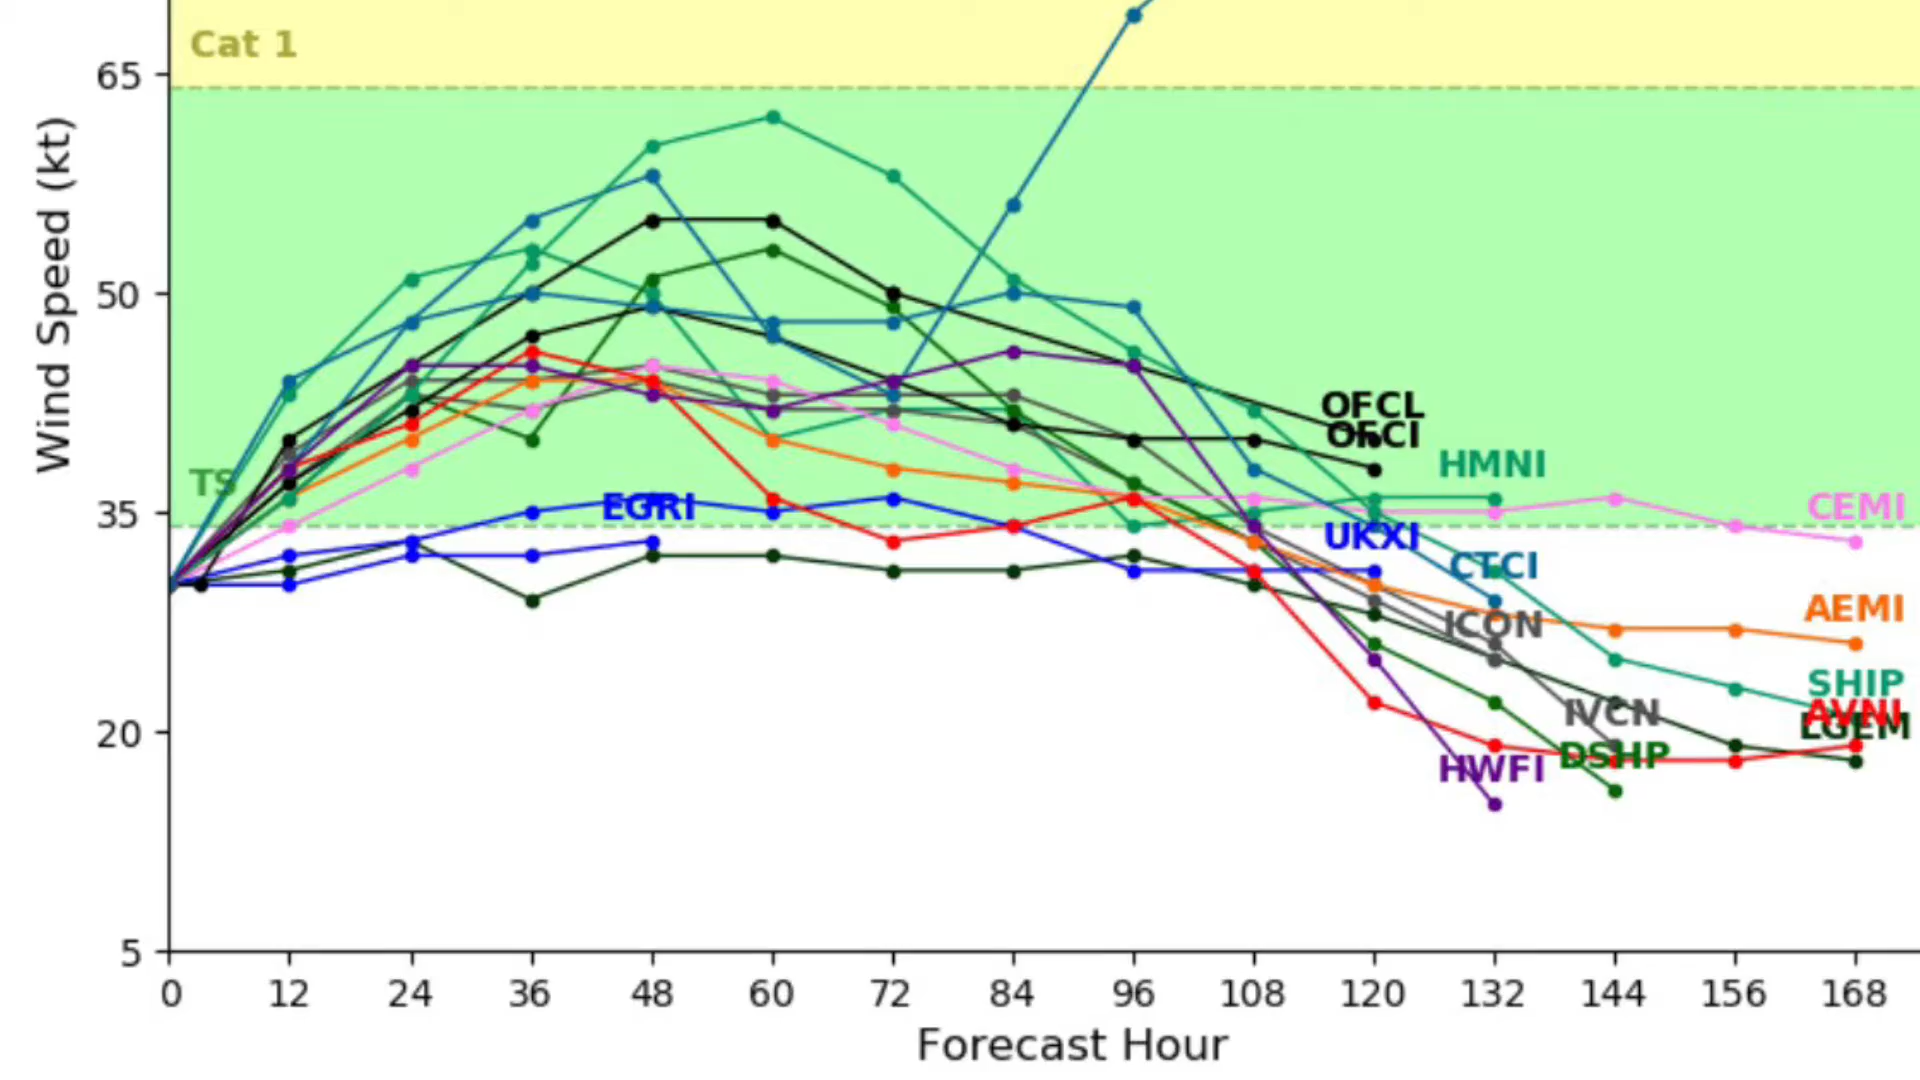 Cat 1
65
50
35
20
5
Wind Speed (kt)
TS
EGRI
OFCL
OFCI
HMNI
CEMI
UKXI
CTCI
AEMI
ICON
SHIP
IVCN
AVNI
LGEM
DSHP
HWFI
0 12 24 36 48 60 72 84 96 108 120 132 144 156 168
Forecast Hour